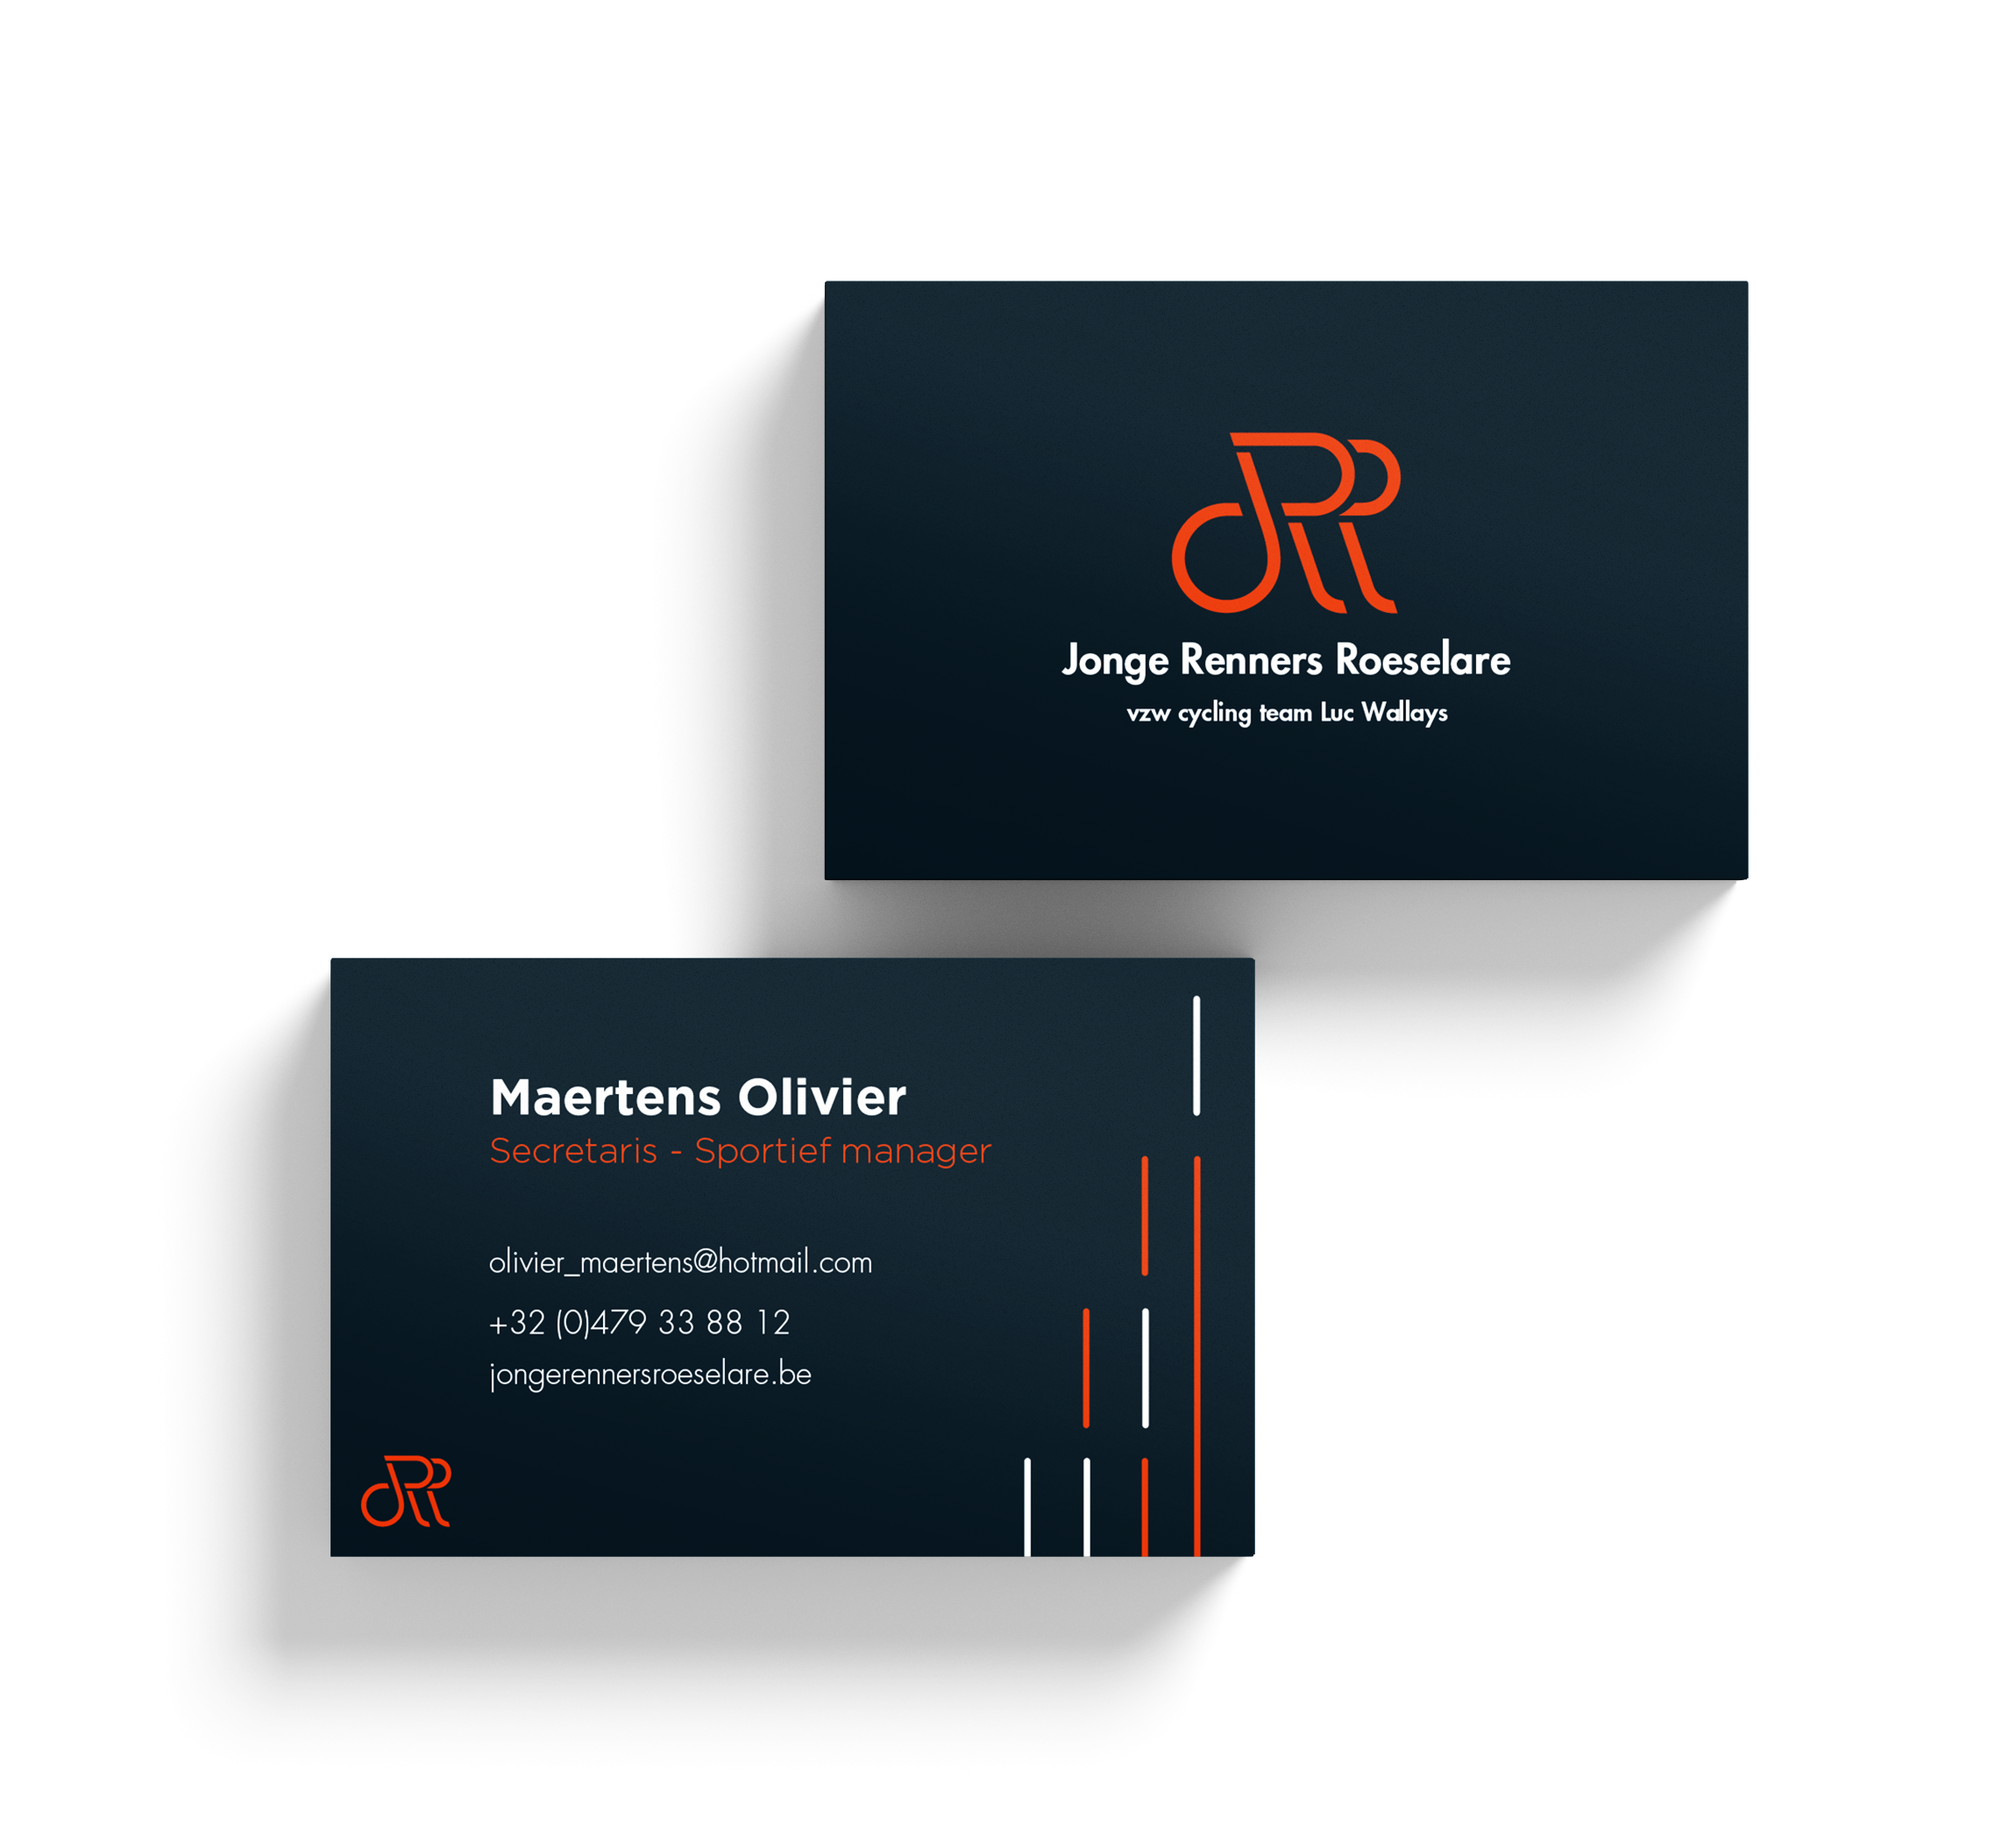 JRR
Jonge Renners Roeselare
vzw cycling team Luc Wallays
Maertens Olivier
Secretaris - Sportief manager
olivier_maertens@hotmail.com
+32 (0)479 33 88 12
jongerennersroeselare.be
JRR